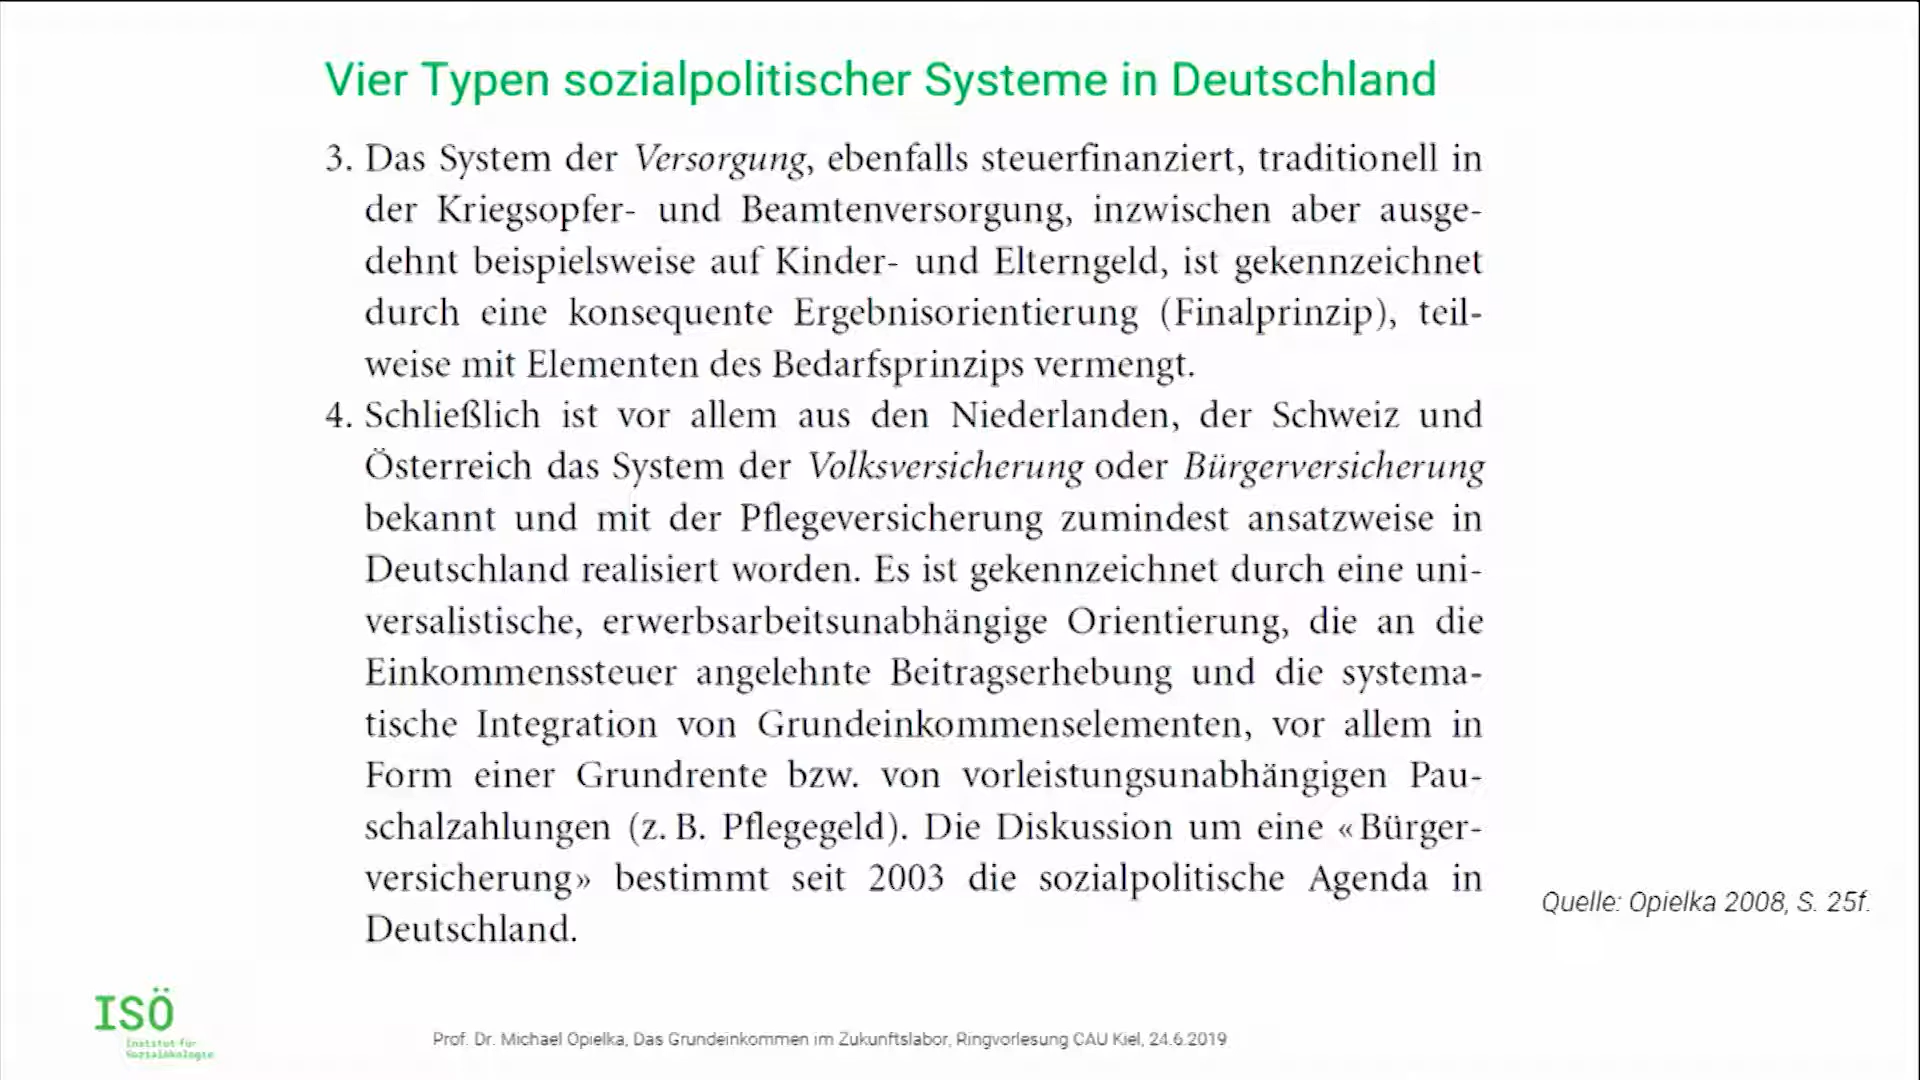 Vier Typen sozialpolitischer Systeme in Deutschland
3. Das System der Versorgung, ebenfalls steuerfinanziert, traditionell in
der Kriegsopfer- und Beamtenversorgung, inzwischen aber ausge-
dehnt beispielsweise auf Kinder- und Elterngeld, ist gekennzeichnet
durch eine konsequente Ergebnisorientierung (Finalprinzip), teil-
weise mit Elementen des Bedarfsprinzips vermengt.
4. Schließlich ist vor allem aus den Niederlanden, der Schweiz und
Österreich das System der Volksversicherung oder Bürgerversicherung
bekannt und mit der Pflegeversicherung zumindest ansatzweise in
Deutschland realisiert worden. Es ist gekennzeichnet durch eine uni-
versalistische, erwerbsarbeitsunabhängige Orientierung, die an die
Einkommenssteuer angelehnte Beitragserhebung und die systema-
tische Integration von Grundeinkommenselementen, vor allem in
Form einer Grundrente bzw. von vorleistungsunabhängigen Pau-
schalzahlungen (z. B. Pflegegeld). Die Diskussion um eine «Bürger-
versicherung» bestimmt seit 2003 die sozialpolitische Agenda in
Deutschland.
Quelle: Opielka 2008, S. 25f.
ISÖ
Institut für
Sozialökologie
Prof. Dr. Michael Opielka, Das Grundeinkommen im Zukunftslabor, Ringvorlesung CAU Kiel, 24.6.2019